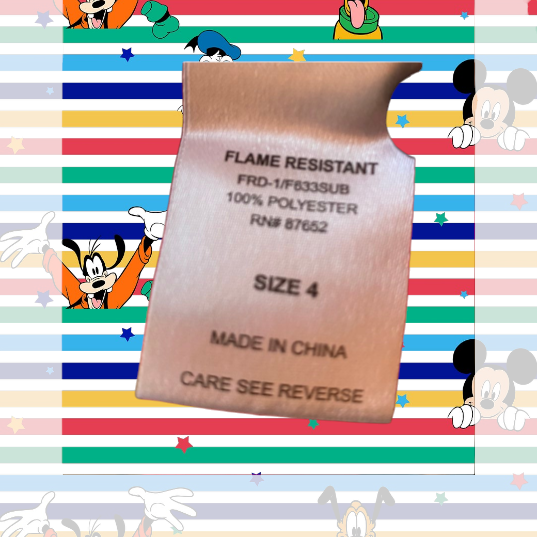 FLAME RESISTANT
FRD-1/F633SUB
100% POLYESTER
RN# 87652
SIZE 4
MADE IN CHINA
CARE SEE REVERSE